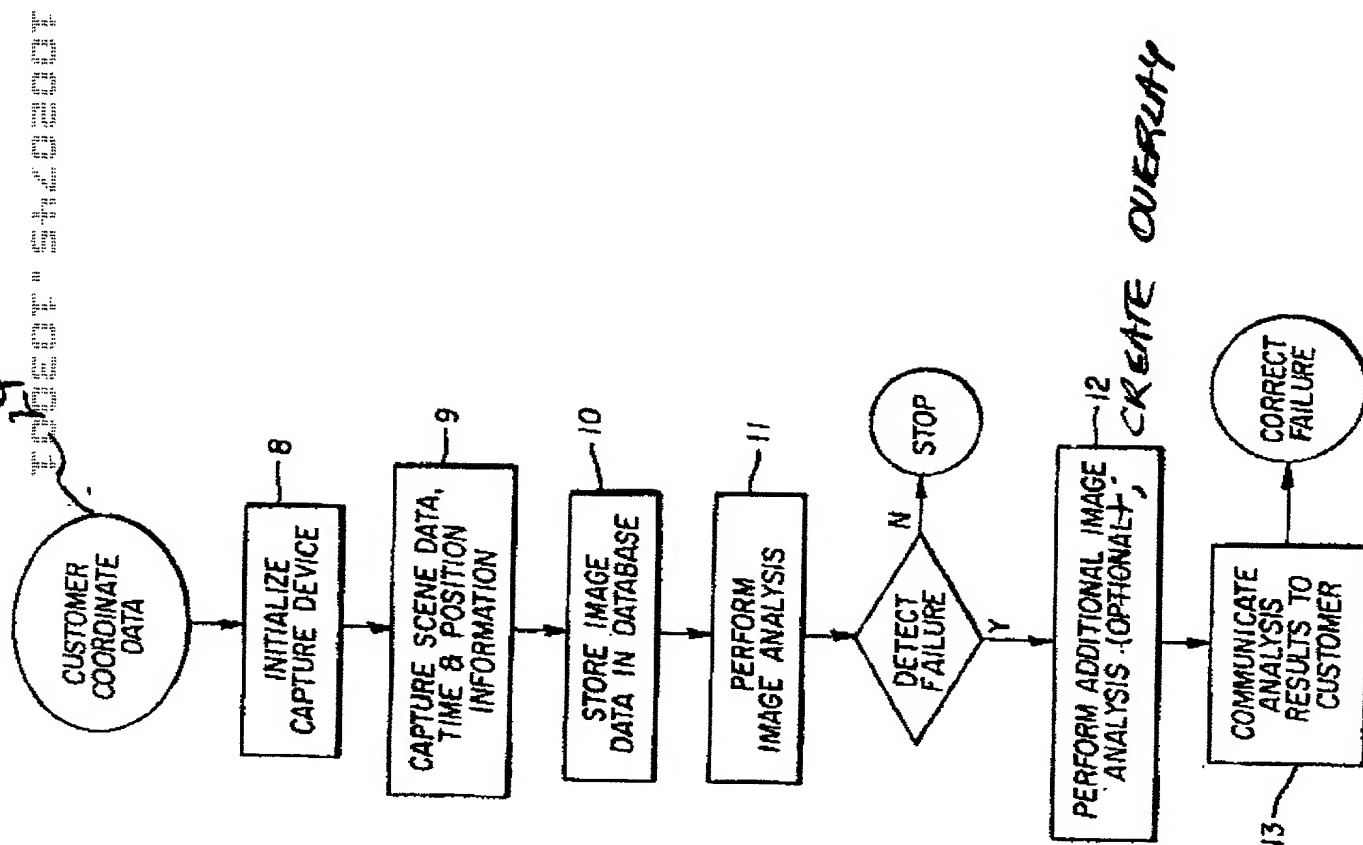 CUSTOMER
COORDINATE
DATA
INITIALIZE
CAPTURE DEVICE
8
CAPTURE SCENE DATA,
TIME & POSITION
INFORMATION
9
STORE IMAGE
DATA IN DATABASE
10
PERFORM
IMAGE ANALYSIS
11
DETECT
FAILURE
N
STOP
Y
PERFORM ADDITIONAL IMAGE
ANALYSIS (OPTIONAL);
12
CREATE OVERLAY
COMMUNICATE
ANALYSIS
RESULTS TO
CUSTOMER
13
CORRECT
FAILURE